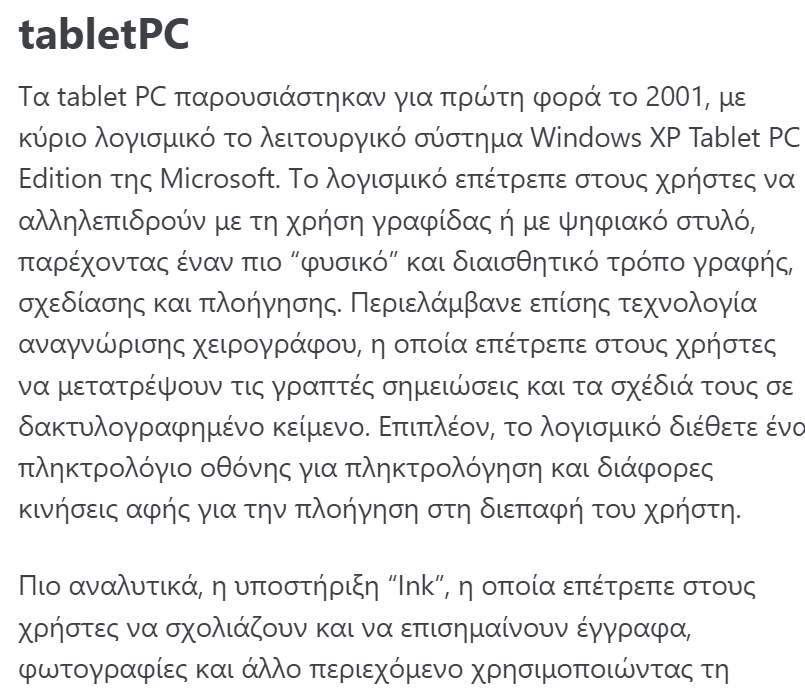 tabletPC
Τα tablet PC παρουσιάστηκαν για πρώτη φορά το 2001, με
κύριο λογισμικό το λειτουργικό σύστημα Windows XP Tablet PC
Edition της Microsoft. Το λογισμικό επέτρεπε στους χρήστες να
αλληλεπιδρούν με τη χρήση γραφίδας ή με ψηφιακό στυλό,
παρέχοντας έναν πιο “φυσικό” και διαισθητικό τρόπο γραφής,
σχεδίασης και πλοήγησης. Περιελάμβανε επίσης τεχνολογία
αναγνώρισης χειρογράφου, η οποία επέτρεπε στους χρήστες
να μετατρέψουν τις γραπτές σημειώσεις και τα σχέδιά τους σε
δακτυλογραφημένο κείμενο. Επιπλέον, το λογισμικό διέθετε ένα
πληκτρολόγιο οθόνης για πληκτρολόγηση και διάφορες
κινήσεις αφής για την πλοήγηση στη διεπαφή του χρήστη.
Πιο αναλυτικά, η υποστήριξη “Ink”, η οποία επέτρεπε στους
χρήστες να σχολιάζουν και να επισημαίνουν έγγραφα,
φωτογραφίες και άλλο περιεχόμενο χρησιμοποιώντας τη